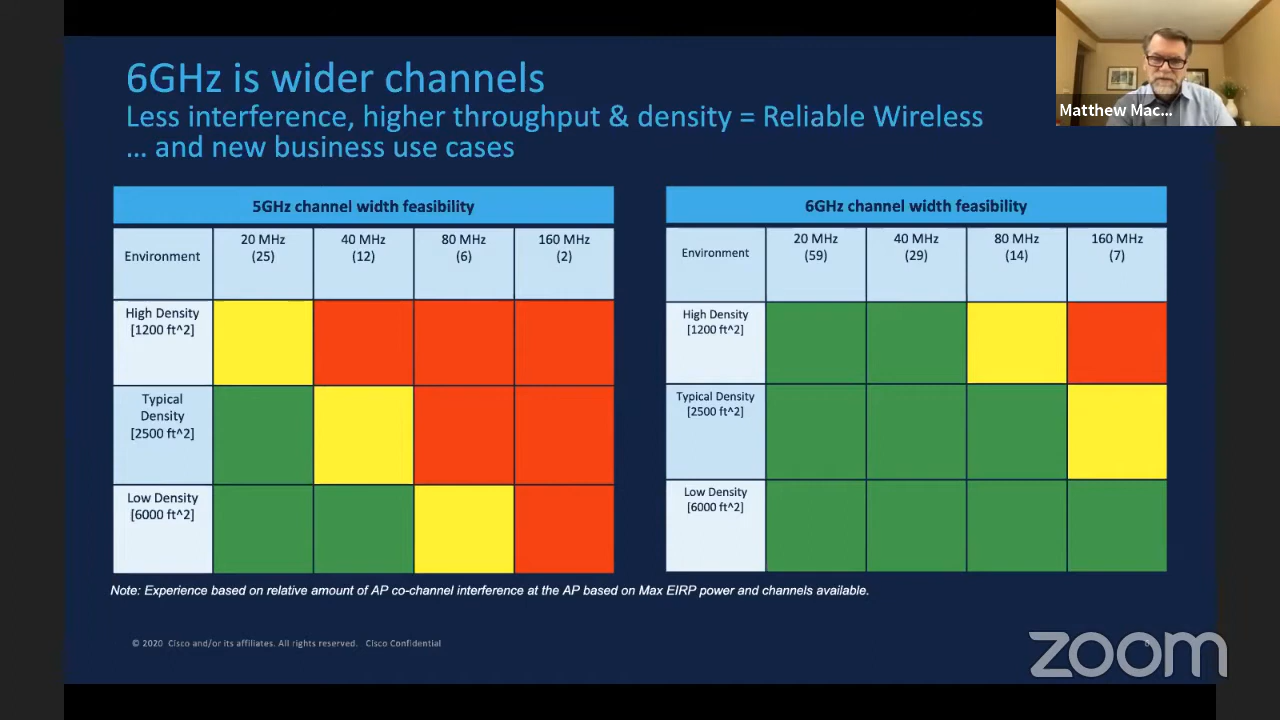 6GHz is wider channels
Less interference, higher throughput & density = Reliable Wireless
... and new business use cases
Matthew Mac...
5GHz channel width feasibility
Environment
20 MHz
(25)
40 MHz
(12)
80 MHz
(6)
160 MHz
(2)
High Density
[1200 ft^2]
Typical
Density
[2500 ft^2]
Low Density
[6000 ft^2]
6GHz channel width feasibility
Environment
20 MHz
(59)
40 MHz
(29)
80 MHz
(14)
160 MHz
(7)
High Density
[1200 ft^2]
Typical Density
[2500 ft^2]
Low Density
[6000 ft^2]
Note: Experience based on relative amount of AP co-channel interference at the AP based on Max EIRP power and channels available.
© 2020 Cisco and/or its affiliates. All rights reserved. Cisco Confidential
zoom